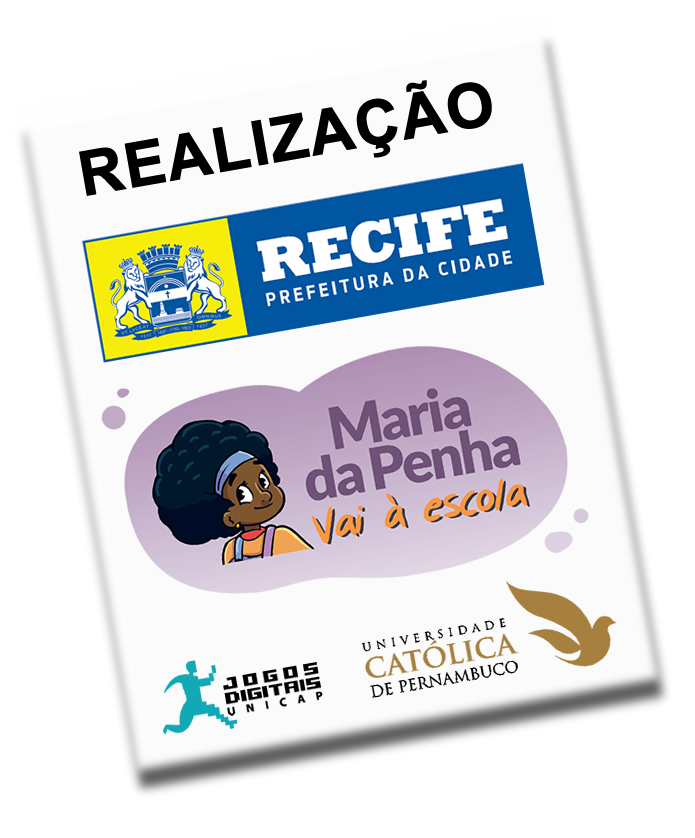 REALIZAÇÃO
RECIFE
PREFEITURA DA CIDADE
Maria
da Penha
Vai à escola
JOGOS
DIGITAIS
UNICAP
UNIVERSIDADE
CATÓLICA
DE PERNAMBUCO